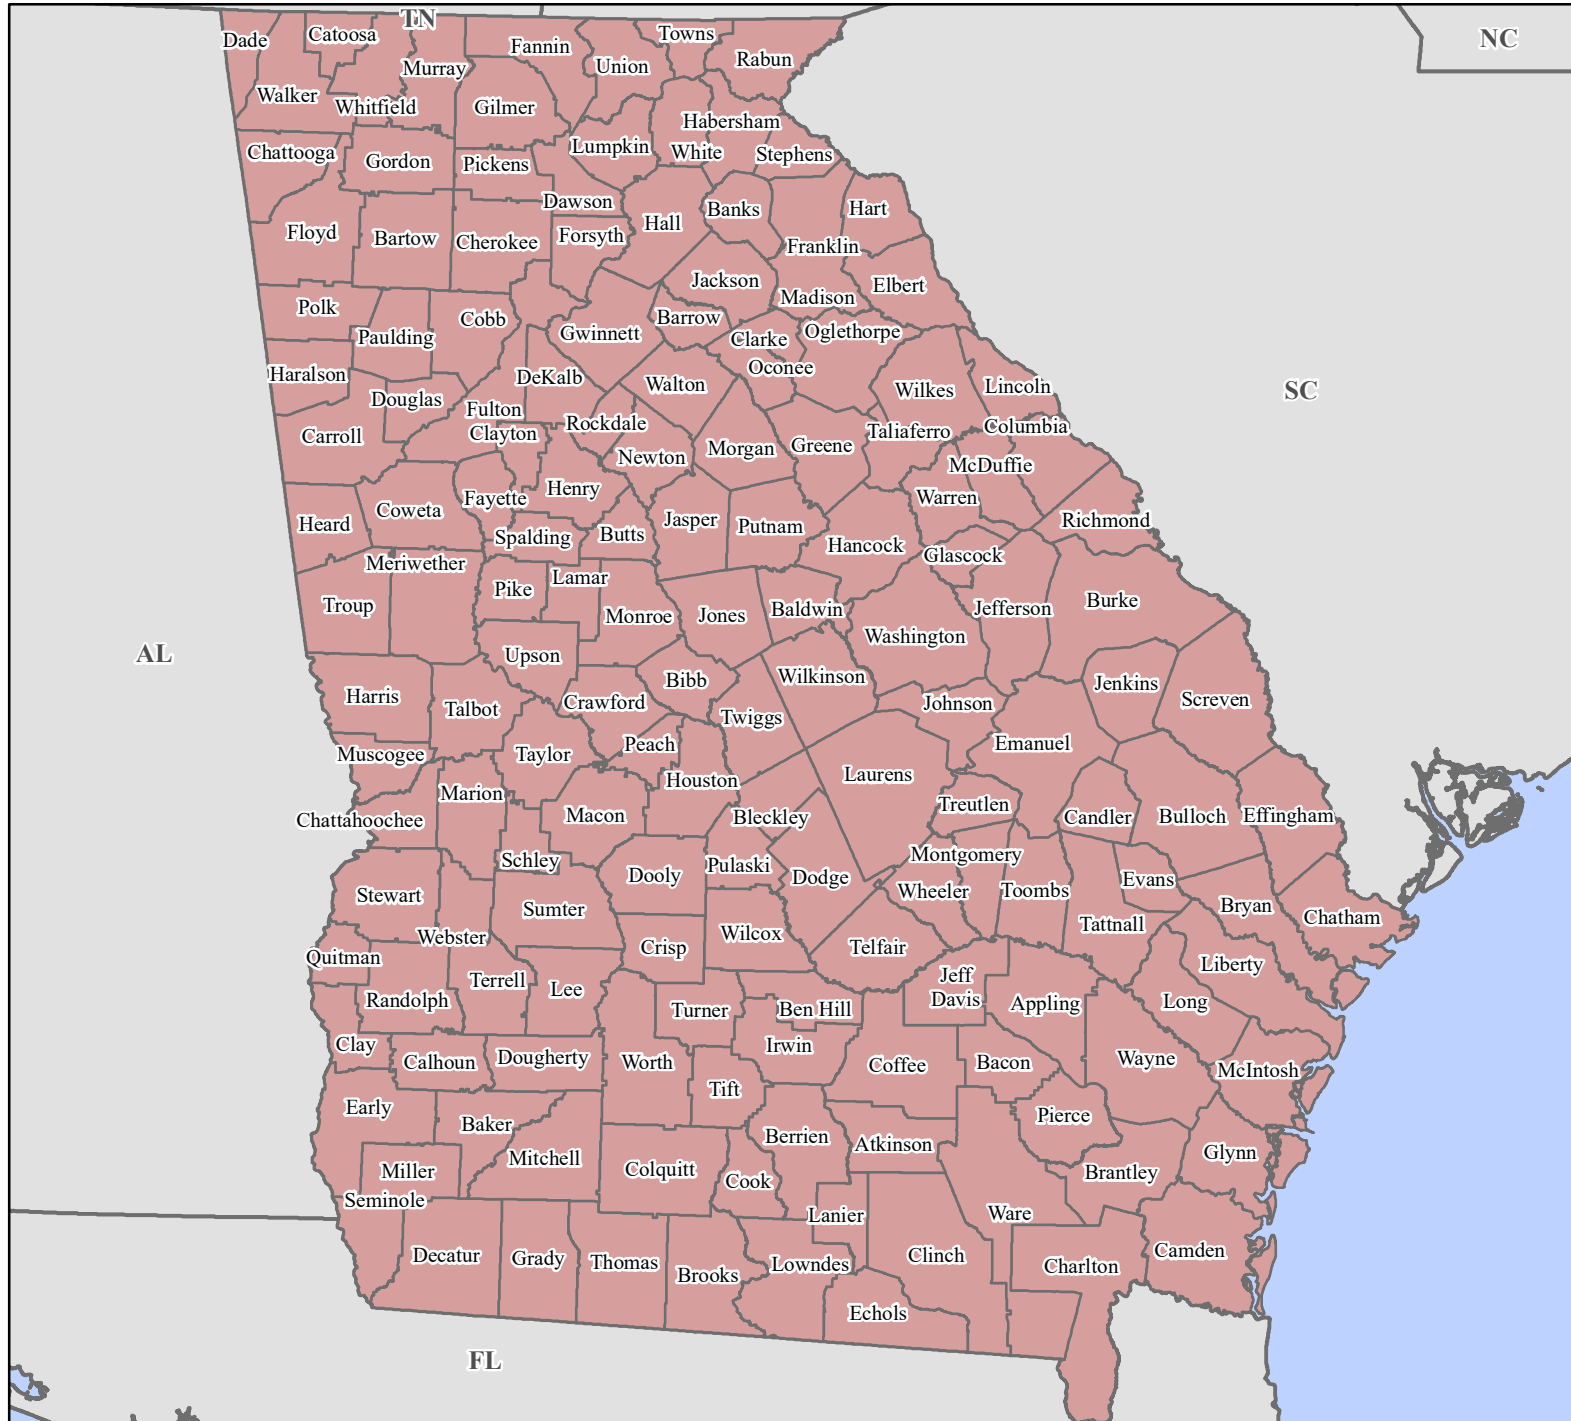 TN
NC
Dade
Catoosa
Fannin
Towns
Rabun
Union
Murray
Walker
Whitfield
Gilmer
Habersham
Lumpkin
White
Stephens
Chattooga
Gordon
Pickens
Dawson
Hall
Banks
Hart
Floyd
Bartow
Cherokee
Forsyth
Franklin
Jackson
Elbert
Madison
Polk
Paulding
Cobb
Gwinnett
Barrow
Clarke
Oglethorpe
Oconee
Haralson
DeKalb
Walton
Wilkes
Lincoln
SC
Douglas
Fulton
Clayton
Rockdale
Taliaferro
Columbia
Carroll
Newton
Morgan
Greene
McDuffie
Fayette
Henry
Warren
Heard
Coweta
Spalding
Butts
Jasper
Putnam
Hancock
Richmond
Glascock
Meriwether
Troup
Pike
Lamar
Monroe
Jones
Baldwin
Jefferson
Burke
Washington
AL
Upson
Bibb
Wilkinson
Harris
Talbot
Crawford
Twiggs
Johnson
Jenkins
Screven
Muscogee
Taylor
Peach
Houston
Laurens
Emanuel
Marion
Chattahoochee
Macon
Bleckley
Treutlen
Candler
Bulloch
Effingham
Schley
Dooly
Pulaski
Dodge
Montgomery
Wheeler
Toombs
Evans
Stewart
Sumter
Bryan
Chatham
Webster
Crisp
Wilcox
Telfair
Tattnall
Quitman
Randolph
Terrell
Lee
Jeff
Davis
Liberty
Long
Turner
Ben Hill
Appling
Clay
Calhoun
Dougherty
Worth
Irwin
Coffee
Bacon
Wayne
McIntosh
Tift
Early
Baker
Mitchell
Berrien
Atkinson
Pierce
Glynn
Miller
Colquitt
Cook
Brantley
Seminole
Lanier
Ware
Decatur
Grady
Thomas
Brooks
Lowndes
Clinch
Charlton
Camden
Echols
FL